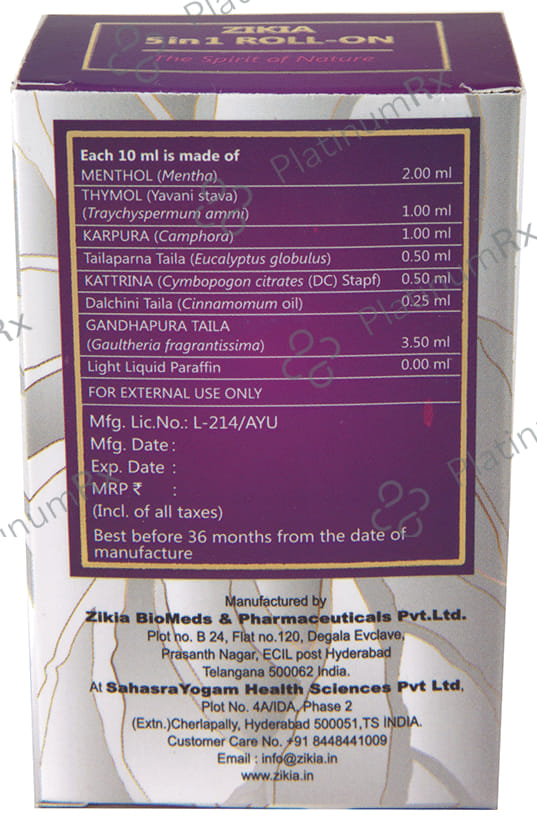 ZIKIA
5in1 ROLL-ON
The Spirit of Nature
Each 10 ml is made of
MENTHOL (Mentha) 2.00 ml
THYMOL (Yavani stava)
(Traychyspermum ammi) 1.00 ml
KARPURA (Camphora) 1.00 ml
Tailaparna Taila (Eucalyptus globulus) 0.50 ml
KATTRINA (Cymbopogon citrates (DC) Stapf) 0.50 ml
Dalchini Taila (Cinnamomum oil) 0.25 ml
GANDHAPURA TAILA
(Gaultheria fragrantissima) 3.50 ml
Light Liquid Paraffin 0.00 ml
FOR EXTERNAL USE ONLY
Mfg. Lic.No.: L-214/AYU
Mfg. Date :
Exp. Date :
MRP ₹ :
(Incl. of all taxes)
Best before 36 months from the date of
manufacture
Manufactured by
Zikia BioMeds & Pharmaceuticals Pvt.Ltd.
Plot no. B 24, Flat no.120, Degala Evclave,
Prasanth Nagar, ECIL post Hyderabad
Telangana 500062 India.
At SahasraYogam Health Sciences Pvt Ltd,
Plot No. 4A/IDA, Phase 2
(Extn.)Cherlapally, Hyderabad 500051,TS INDIA.
Customer Care No. +91 8448441009
Email : info@zikia.in
www.zikia.in
PlatinumRx
PlatinumRx
PlatinumRx
PlatinumRx